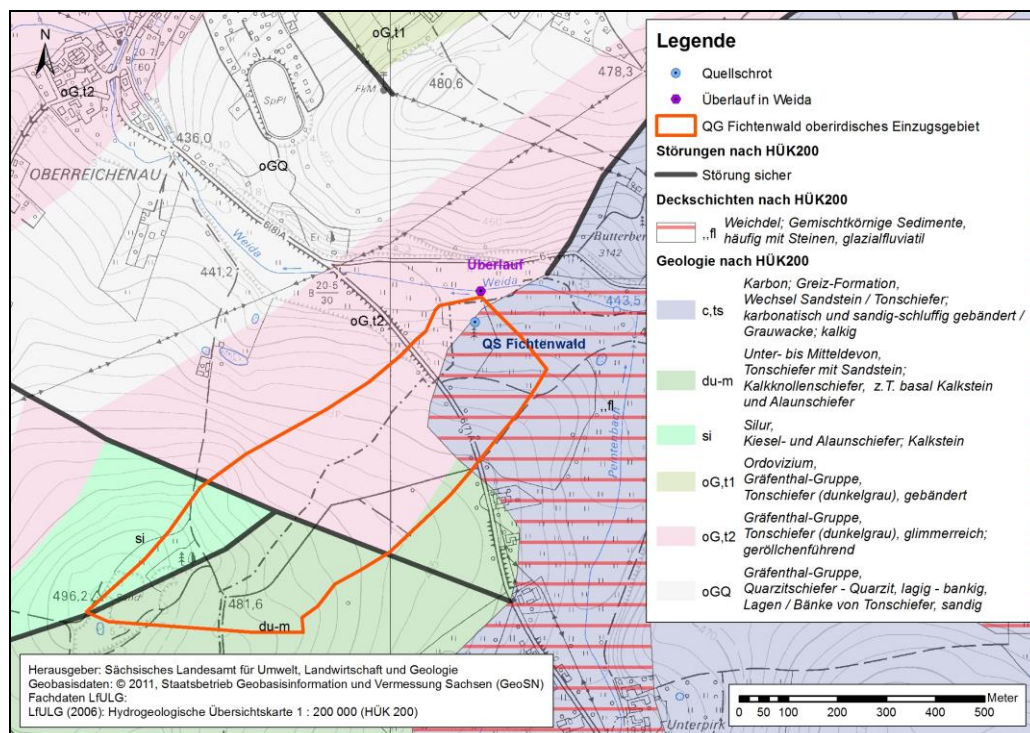 N
oG,t1
478,3
480,6
FKM
SpPl
oG,t2
436,0
OBERREICHENAU
oGQ
Weida
441,2
Butterberg
Überlauf
Weida
443,5
oG,t2
QS Fichtenwald
,,fl
si
496,2
481,6
du-m
Unterpirk
Legende
Quellschrot
Überlauf in Weida
QG Fichtenwald oberirdisches Einzugsgebiet
Störungen nach HÜK200
Störung sicher
Deckschichten nach HÜK200
,,fl
Weichdel; Gemischtkörnige Sedimente,
häufig mit Steinen, glazialfluviatil
Geologie nach HÜK200
c,ts
Karbon; Greiz-Formation,
Wechsel Sandstein / Tonschiefer;
karbonatisch und sandig-schluffig gebändert /
Grauwacke; kalkig
du-m
Unter- bis Mitteldevon,
Tonschiefer mit Sandstein;
Kalkknollenschiefer, z.T. basal Kalkstein
und Alaunschiefer
si
Silur,
Kiesel- und Alaunschiefer; Kalkstein
oG,t1
Ordovizium,
Gräfenthal-Gruppe,
Tonschiefer (dunkelgrau), gebändert
oG,t2
Gräfenthal-Gruppe,
Tonschiefer (dunkelgrau), glimmerreich;
geröllchenführend
oGQ
Gräfenthal-Gruppe,
Quarzitschiefer - Quarzit, lagig - bankig,
Lagen / Bänke von Tonschiefer, sandig
Herausgeber: Sächsisches Landesamt für Umwelt, Landwirtschaft und Geologie
Geobasisdaten: © 2011, Staatsbetrieb Geobasisinformation und Vermessung Sachsen (GeoSN)
Fachdaten LfULG:
LfULG (2006): Hydrogeologische Übersichtskarte 1 : 200 000 (HÜK 200)
Meter
0 50 100 200 300 400 500